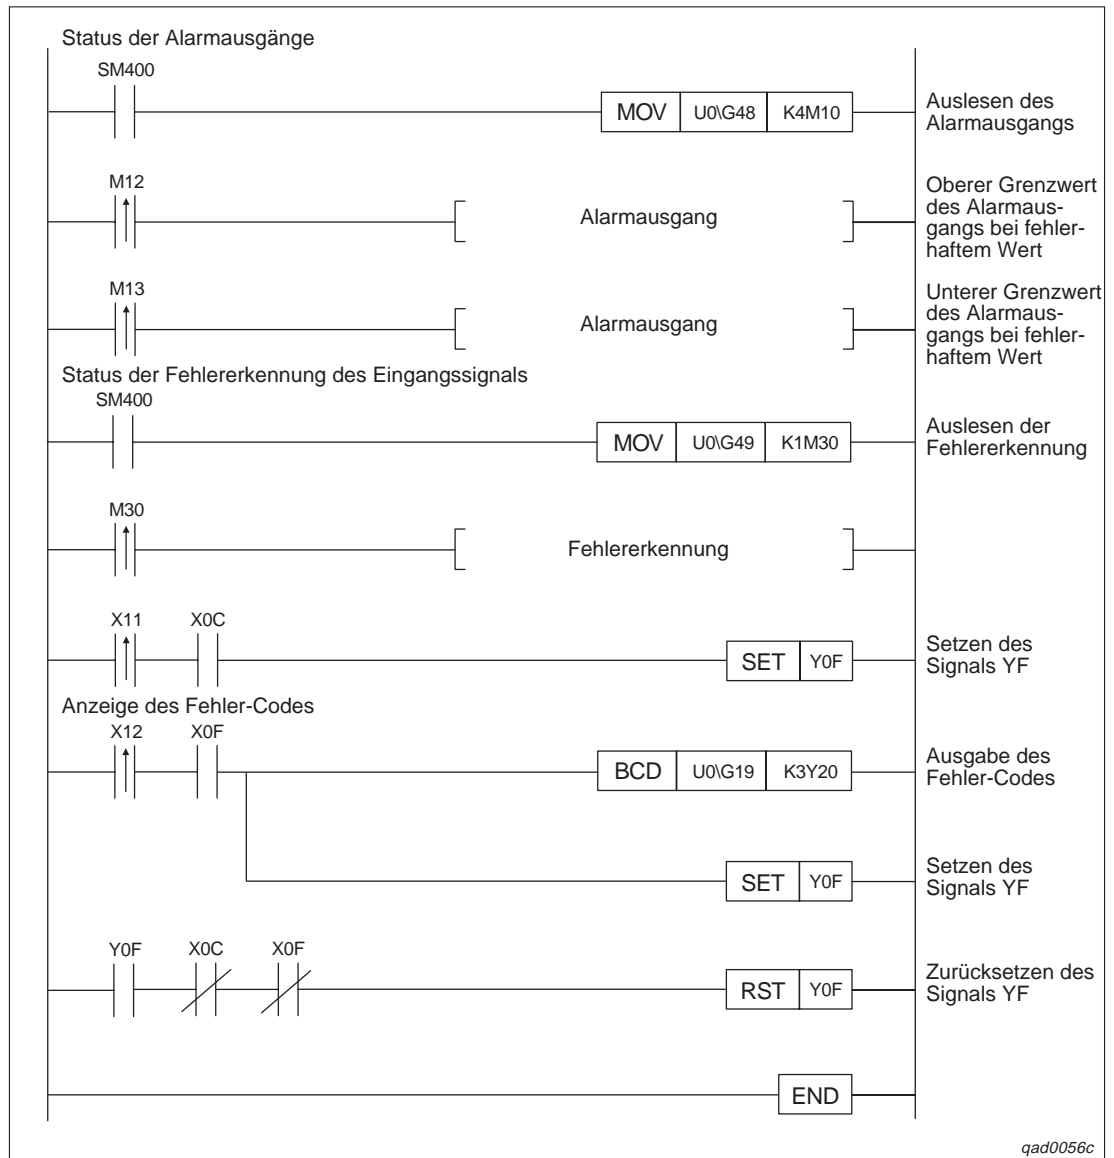 Status der Alarmausgänge
SM400
MOV U0\G48 K4M10
Auslesen des
Alarmausgangs
M12
Alarmausgang
Oberer Grenzwert
des Alarmaus-
gangs bei fehler-
haftem Wert
M13
Alarmausgang
Unterer Grenzwert
des Alarmaus-
gangs bei fehler-
haftem Wert
Status der Fehlererkennung des Eingangssignals
SM400
MOV U0\G49 K1M30
Auslesen der
Fehlererkennung
M30
Fehlererkennung
X11 X0C
SET Y0F
Setzen des
Signals YF
Anzeige des Fehler-Codes
X12 X0F
BCD U0\G19 K3Y20
Ausgabe des
Fehler-Codes
SET Y0F
Setzen des
Signals YF
Y0F X0C X0F
RST Y0F
Zurücksetzen des
Signals YF
END
qad0056c